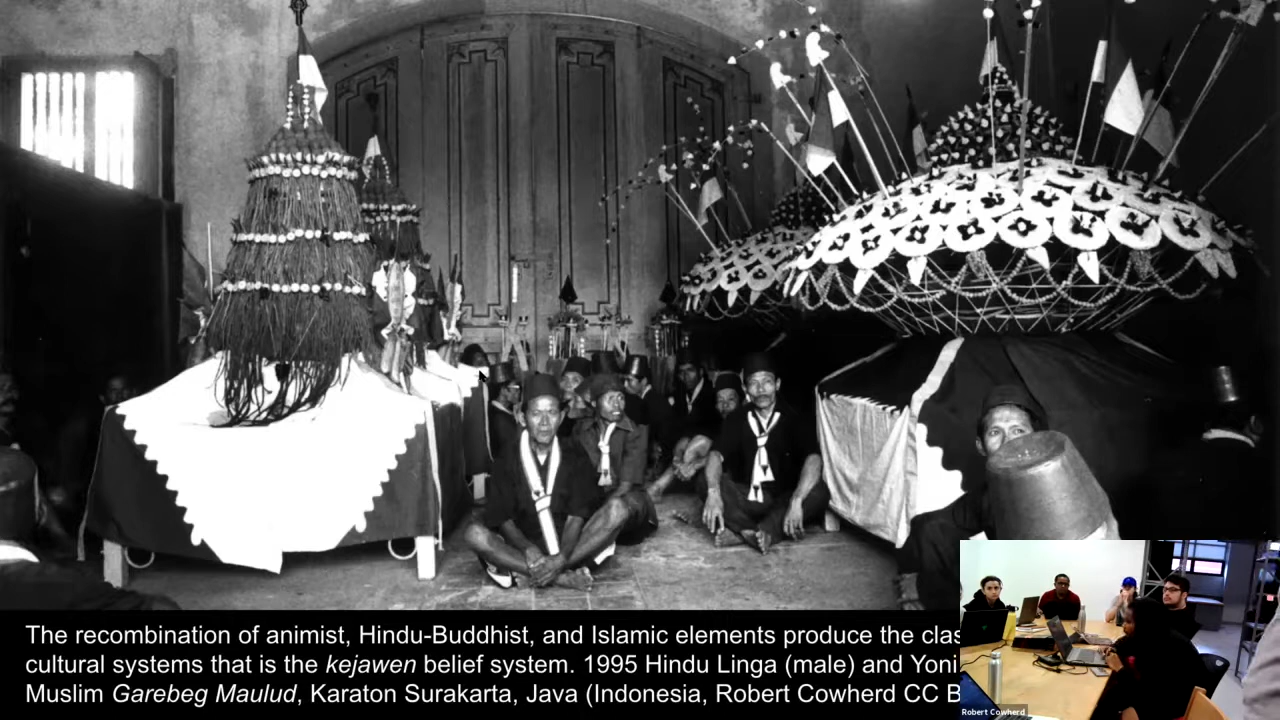 The recombination of animist, Hindu-Buddhist, and Islamic elements produce the clas
cultural systems that is the kejawen belief system. 1995 Hindu Linga (male) and Yoni
Muslim Garebeg Maulud, Karaton Surakarta, Java (Indonesia, Robert Cowherd CC B
Robert Cowherd